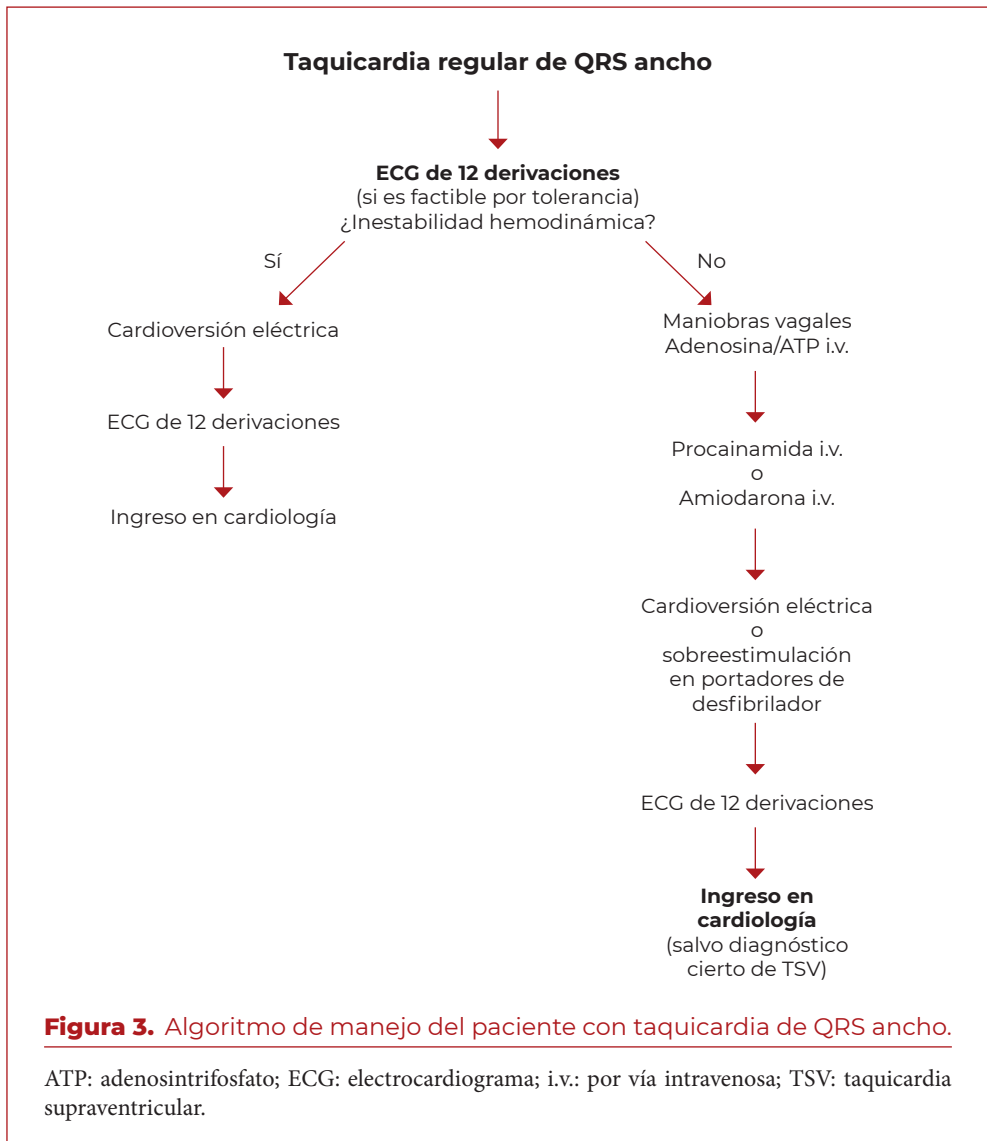 Taquicardia regular de QRS ancho
ECG de 12 derivaciones
(si es factible por tolerancia)
¿Inestabilidad hemodinámica?
Sí
No
Cardioversión eléctrica
ECG de 12 derivaciones
Ingreso en cardiología
Maniobras vagales
Adenosina/ATP i.v.
Procainamida i.v.
o
Amiodarona i.v.
Cardioversión eléctrica
o
sobreestimulación
en portadores de
desfibrilador
ECG de 12 derivaciones
Ingreso en
cardiología
(salvo diagnóstico
cierto de TSV)
Figura 3. Algoritmo de manejo del paciente con taquicardia de QRS ancho.
ATP: adenosintrifosfato; ECG: electrocardiograma; i.v.: por vía intravenosa; TSV: taquicardia
supraventricular.